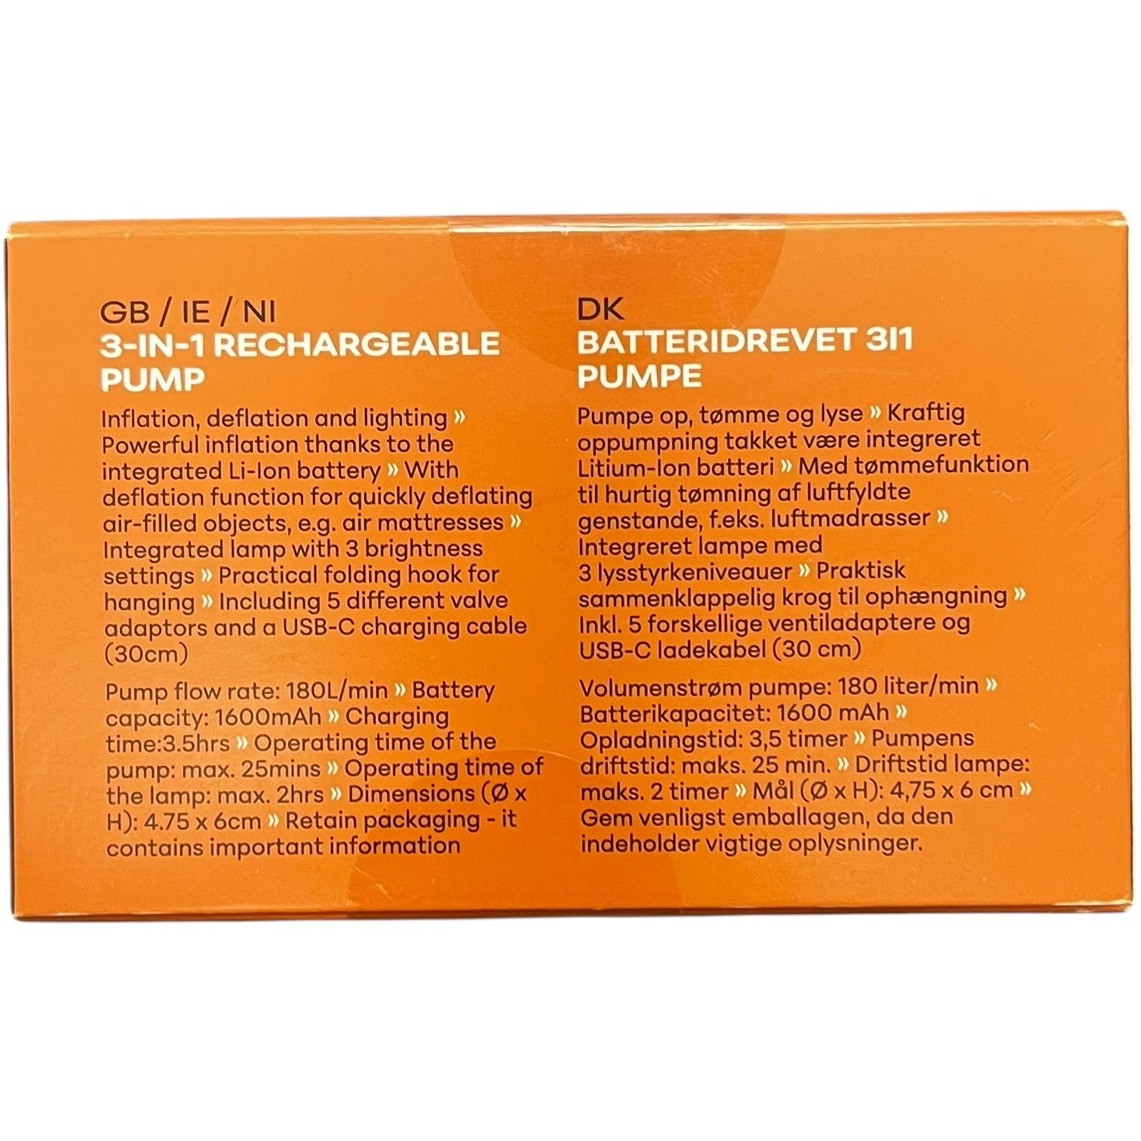 GB / IE / NI
3-IN-1 RECHARGEABLE
PUMP
Inflation, deflation and lighting »
Powerful inflation thanks to the
integrated Li-Ion battery » With
deflation function for quickly deflating
air-filled objects, e.g. air mattresses »
Integrated lamp with 3 brightness
settings » Practical folding hook for
hanging » Including 5 different valve
adaptors and a USB-C charging cable
(30cm)
Pump flow rate: 180L/min » Battery
capacity: 1600mAh » Charging
time:3.5hrs » Operating time of the
pump: max. 25mins » Operating time of
the lamp: max. 2hrs » Dimensions (Ø x
H): 4.75 x 6cm » Retain packaging - it
contains important information
DK
BATTERIDREVET 3I1
PUMPE
Pumpe op, tømme og lyse » Kraftig
oppumpning takket være integreret
Litium-Ion batteri » Med tømmefunktion
til hurtig tømning af luftfyldte
genstande, f.eks. luftmadrasser »
Integreret lampe med
3 lysstyrkeniveauer » Praktisk
sammenklappelig krog til ophængning »
Inkl. 5 forskellige ventiladaptere og
USB-C ladekabel (30 cm)
Volumenstrøm pumpe: 180 liter/min »
Batterikapacitet: 1600 mAh »
Opladningstid: 3,5 timer » Pumpens
driftstid: maks. 25 min. » Driftstid lampe:
maks. 2 timer » Mål (Ø x H): 4,75 x 6 cm »
Gem venligst emballagen, da den
indeholder vigtige oplysninger.